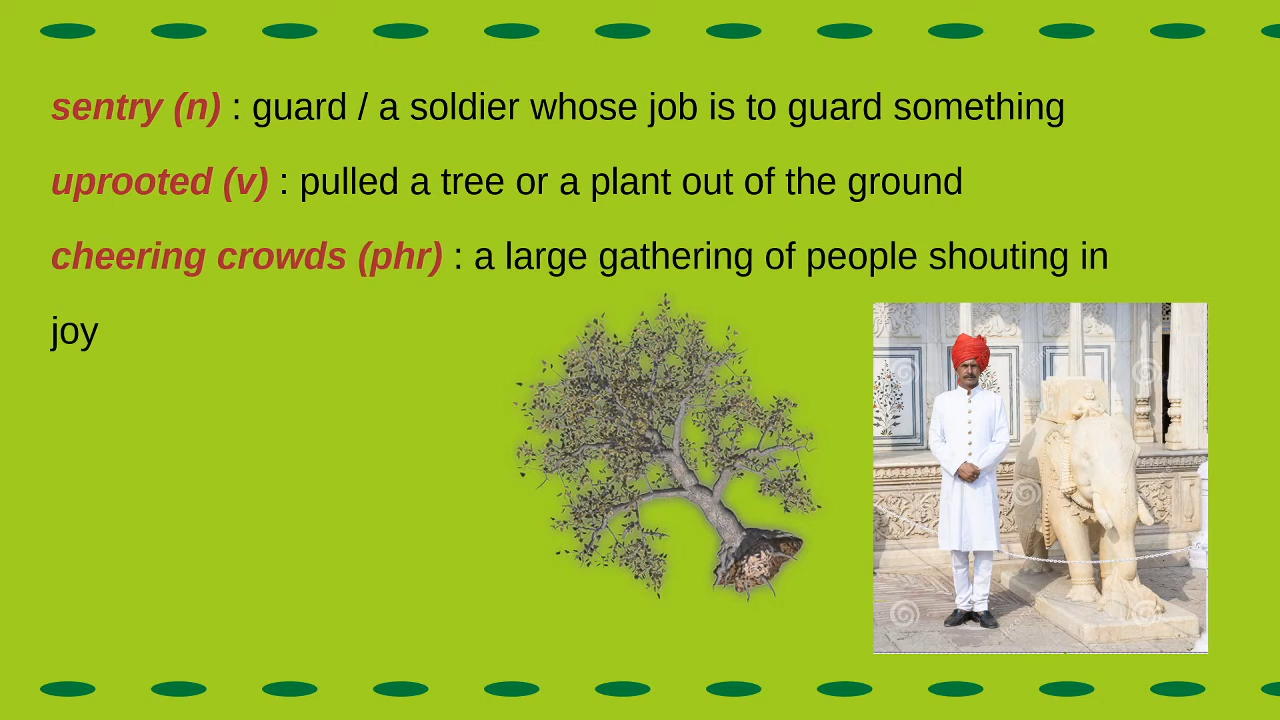 sentry (n) : guard / a soldier whose job is to guard something
uprooted (v) : pulled a tree or a plant out of the ground
cheering crowds (phr) : a large gathering of people shouting in
joy